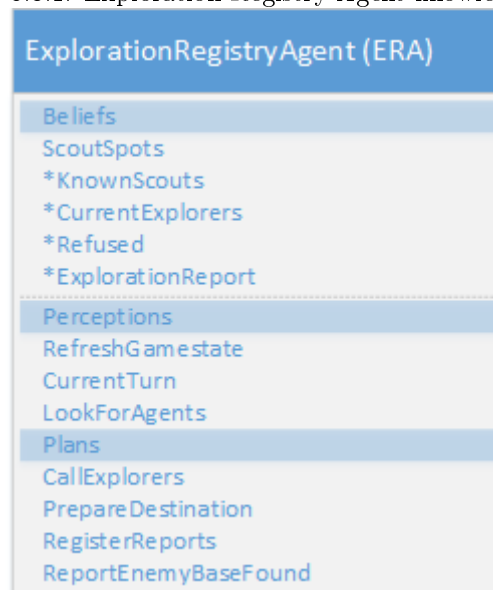 ExplorationRegistryAgent (ERA)
Beliefs
ScoutSpots
*KnownScouts
*CurrentExplorers
*Refused
*ExplorationReport
Perceptions
RefreshGamestate
CurrentTurn
LookForAgents
Plans
CallExplorers
PrepareDestination
RegisterReports
ReportEnemyBaseFound